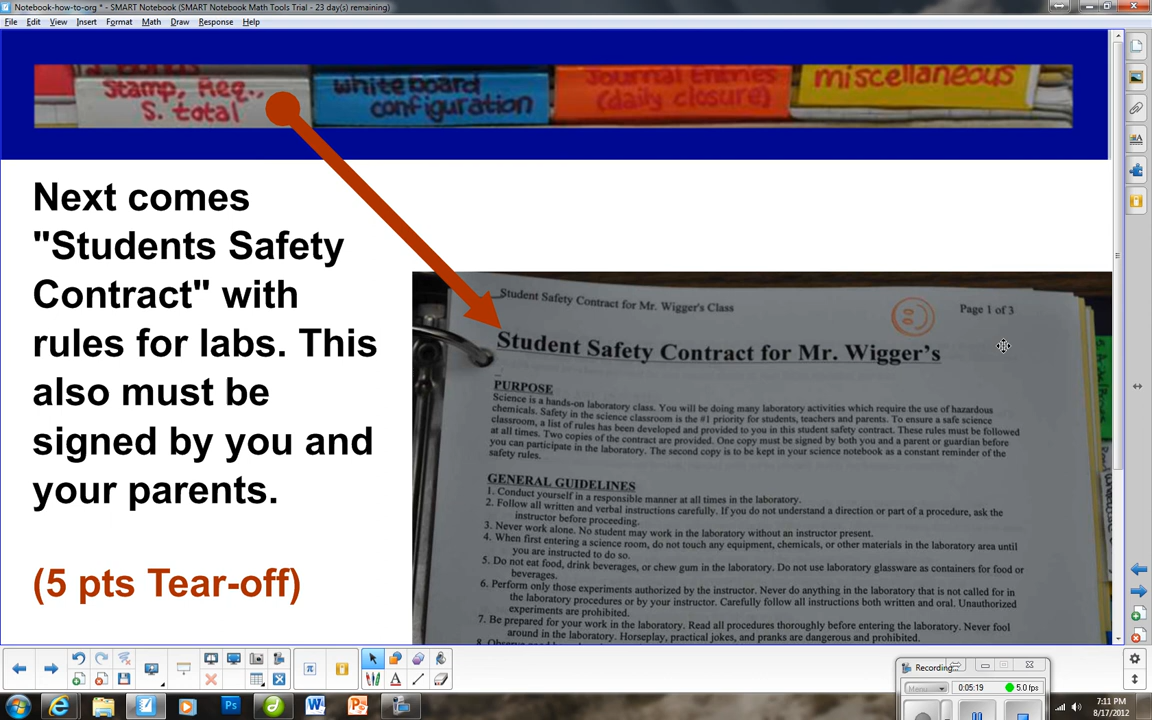 Notebook-how-to-org * - SMART Notebook (SMART Notebook Math Tools Trial - 23 day(s) remaining)
File Edit View Insert Format Math Draw Response Help
Stamp, Req..
S. total
whiteboard
configuration
Journal Entries
(daily closure)
miscellaneous
Next comes
"Students Safety
Contract" with
rules for labs. This
also must be
signed by you and
your parents.
(5 pts Tear-off)
Student Safety Contract for Mr. Wigger's Class
Page 1 of 3
Student Safety Contract for Mr. Wigger's
PURPOSE
Science is a hands-on laboratory class. You will be doing many laboratory activities which require the use of hazardous
chemicals. Safety in the science classroom is the #1 priority for students, teachers and parents. To ensure a safe science
classroom, a list of rules has been developed and provided to you in this student safety contract. These rules must be followed
at all times. Two copies of the contract are provided. One copy must be signed by both you and a parent or guardian before
you can participate in the laboratory. The second copy is to be kept in your science notebook as a constant reminder of the
safety rules.
GENERAL GUIDELINES
1. Conduct yourself in a responsible manner at all times in the laboratory.
2. Follow all written and verbal instructions carefully. If you do not understand a direction or part of a procedure, ask the
instructor before proceeding.
3. Never work alone. No student may work in the laboratory without an instructor present.
4. When first entering a science room, do not touch any equipment, chemicals, or other materials in the laboratory area until
you are instructed to do so.
5. Do not eat food, drink beverages, or chew gum in the laboratory. Do not use laboratory glassware as containers for food or
beverages.
6. Perform only those experiments authorized by the instructor. Never do anything in the laboratory that is not called for in
the laboratory procedures or by your instructor. Carefully follow all instructions both written and oral. Unauthorized
experiments are prohibited.
7. Be prepared for your work in the laboratory. Read all procedures thoroughly before entering the laboratory. Never fool
around in the laboratory. Horseplay, practical jokes, and pranks are dangerous and prohibited.
Recording...
Menu
0:05:19
5.0 fps
7:11 PM
8/17/2012